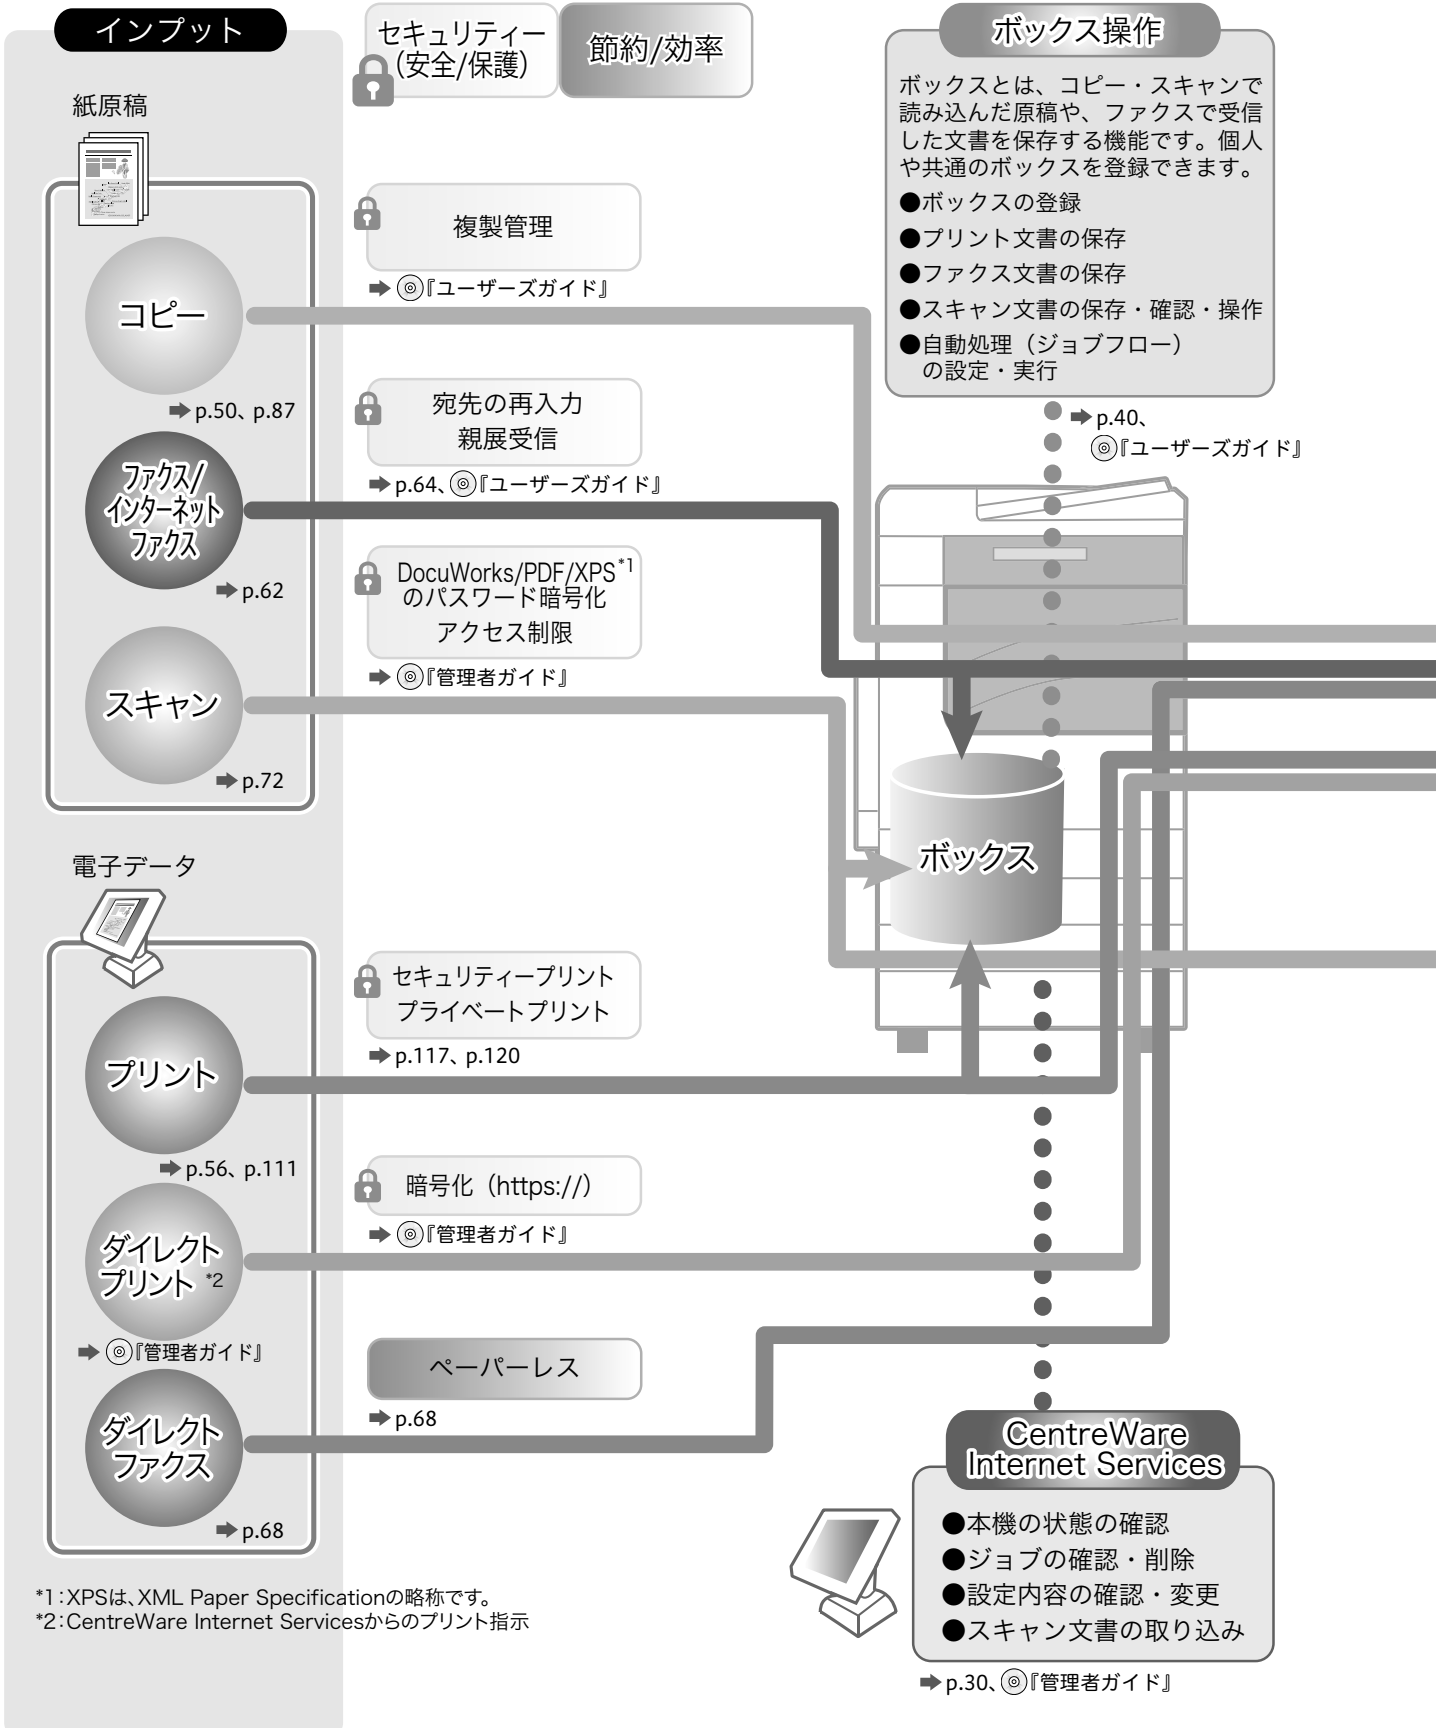 インプット
セキュリティー
（安全/保護）
節約/効率
紙原稿
コピー
➡ p.50、p.87
ファクス/
インターネット
ファクス
➡ p.62
スキャン
➡ p.72
複製管理
➡ 『ユーザーズガイド』
宛先の再入力
親展受信
➡ p.64、『ユーザーズガイド』
DocuWorks/PDF/XPS*1
のパスワード暗号化
アクセス制限
➡ 『管理者ガイド』
ボックス操作
ボックスとは、コピー・スキャンで
読み込んだ原稿や、ファクスで受信
した文書を保存する機能です。個人
や共通のボックスを登録できます。
●ボックスの登録
●プリント文書の保存
●ファクス文書の保存
●スキャン文書の保存・確認・操作
●自動処理（ジョブフロー）
の設定・実行
➡ p.40、
『ユーザーズガイド』
ボックス
電子データ
プリント
➡ p.56、p.111
ダイレクト
プリント *2
➡ 『管理者ガイド』
ダイレクト
ファクス
➡ p.68
セキュリティープリント
プライベートプリント
➡ p.117、p.120
暗号化（https://）
➡ 『管理者ガイド』
ペーパーレス
➡ p.68
CentreWare
Internet Services
●本機の状態の確認
●ジョブの確認・削除
●設定内容の確認・変更
●スキャン文書の取り込み
➡ p.30、『管理者ガイド』
*1：XPSは、XML Paper Specificationの略称です。
*2：CentreWare Internet Servicesからのプリント指示